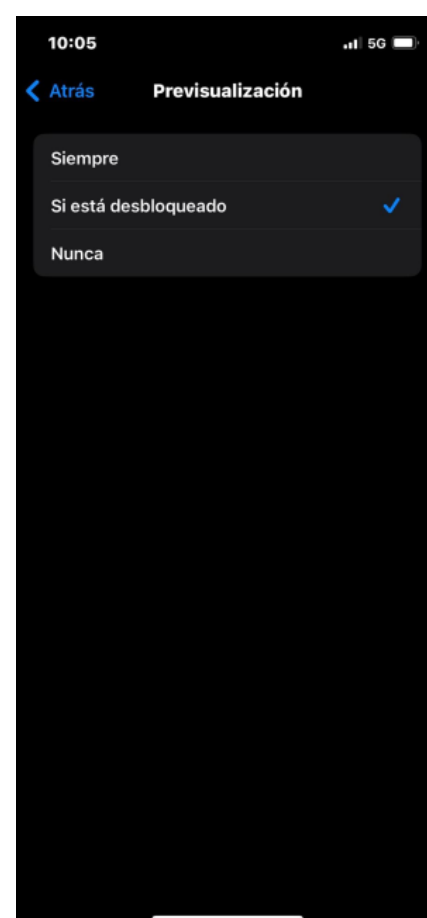 10:05
5G
Atrás
Previsualización
Siempre
Si está desbloqueado
Nunca